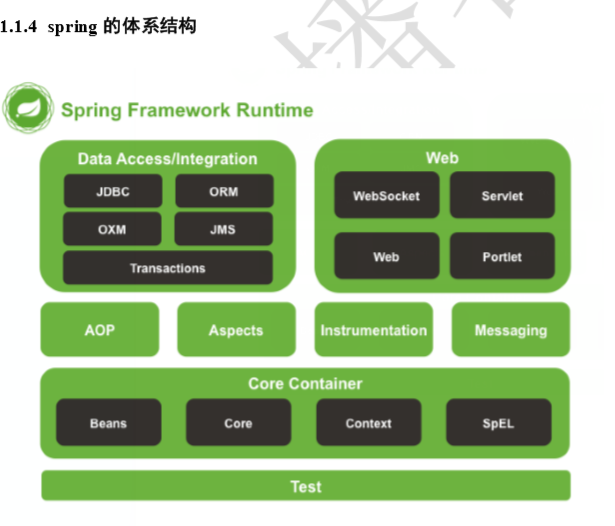 1.1.4 spring 的体系结构
Spring Framework Runtime
Data Access/Integration
JDBC
ORM
OXM
JMS
Transactions
Web
WebSocket
Servlet
Web
Portlet
AOP
Aspects
Instrumentation
Messaging
Core Container
Beans
Core
Context
SpEL
Test